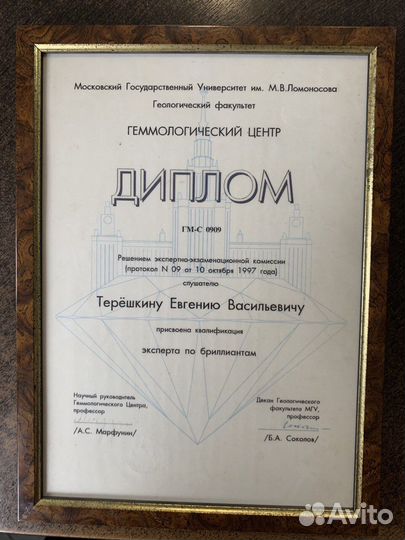 Московский Государственный Университет им. М.В.Ломоносова
Геологический факультет
ГЕММОЛОГИЧЕСКИЙ ЦЕНТР
ДИПЛОМ
ГМ-С 0909
Решением экспертно-экзаменационной комиссии
(протокол N 09 от 10 октября 1997 года)
слушателю
Терёшкину Евгению Васильевичу
присвоена квалификация
эксперта по бриллиантам
Научный руководитель
Геммологического Центра,
профессор
/А.С. Марфунин/
Декан Геологического
факультета МГУ,
профессор
/Б.А. Соколов/
Avito